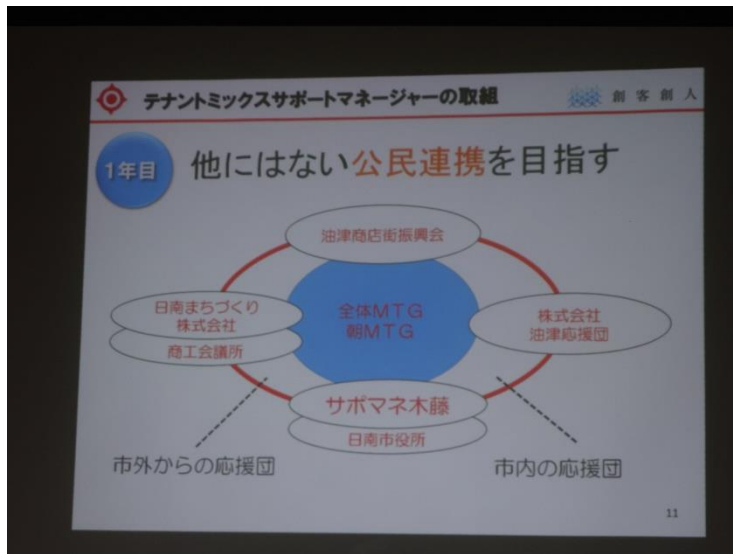 テナントミックスサポートマネージャーの取組
創客創人
1年目
他にはない公民連携を目指す
油津商店街振興会
日南まちづくり
株式会社
商工会議所
全体MTG
朝MTG
株式会社
油津応援団
サポマネ木藤
日南市役所
市外からの応援団
市内の応援団
11